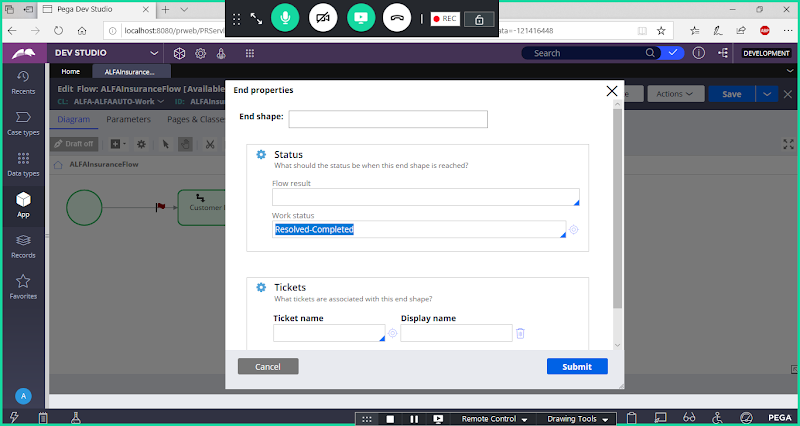 Pega Dev Studio
localhost:8080/prweb/PRServ
REC
data=-121416448
DEV STUDIO
Search
DEVELOPMENT
Home
ALFAInsurance...
Recents
Case types
Data types
App
Records
Favorites
A
Edit Flow: ALFAInsuranceFlow [Available
CL: ALFA-ALFAAUTO-Work
ID: ALFAInsu
Actions
Save
Diagram
Parameters
Pages & Classes
Draft off
ALFAInsuranceFlow
Customer
End properties
End shape:
Status
What should the status be when this end shape is reached?
Flow result
Work status
Resolved-Completed
Tickets
What tickets are associated with this end shape?
Ticket name
Display name
Cancel
Submit
Remote Control
Drawing Tools
PEGA